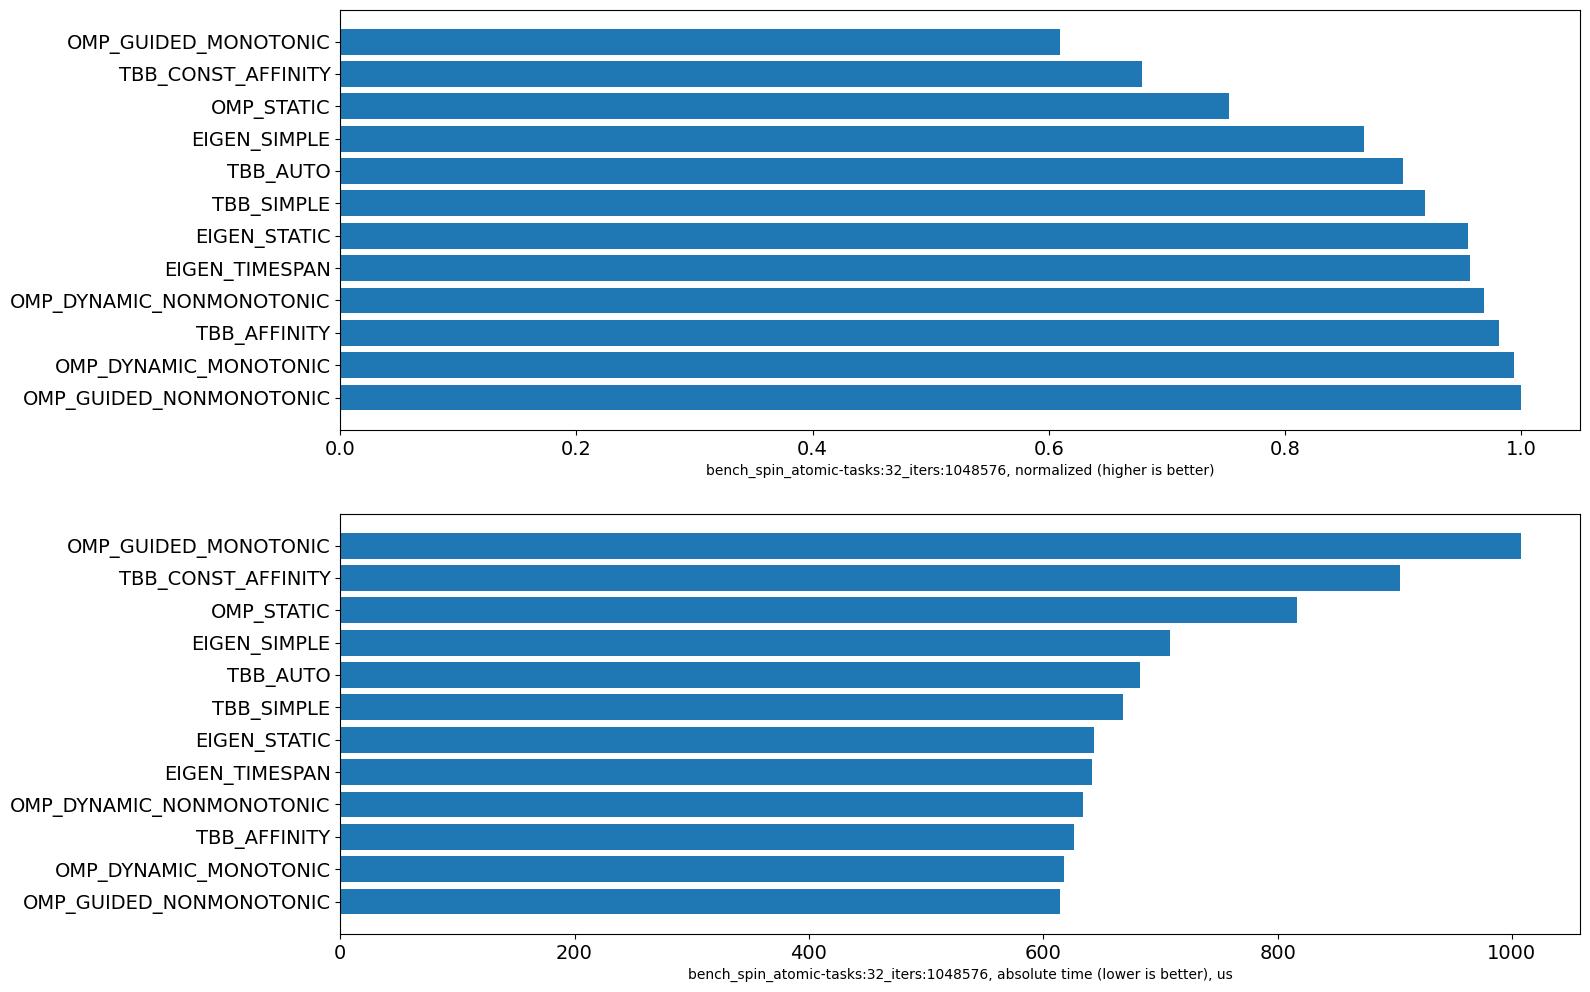 OMP_GUIDED_MONOTONIC
TBB_CONST_AFFINITY
OMP_STATIC
EIGEN_SIMPLE
TBB_AUTO
TBB_SIMPLE
EIGEN_STATIC
EIGEN_TIMESPAN
OMP_DYNAMIC_NONMONOTONIC
TBB_AFFINITY
OMP_DYNAMIC_MONOTONIC
OMP_GUIDED_NONMONOTONIC
0.0 0.2 0.4 0.6 0.8 1.0
bench_spin_atomic-tasks:32_iters:1048576, normalized (higher is better)
OMP_GUIDED_MONOTONIC
TBB_CONST_AFFINITY
OMP_STATIC
EIGEN_SIMPLE
TBB_AUTO
TBB_SIMPLE
EIGEN_STATIC
EIGEN_TIMESPAN
OMP_DYNAMIC_NONMONOTONIC
TBB_AFFINITY
OMP_DYNAMIC_MONOTONIC
OMP_GUIDED_NONMONOTONIC
0 200 400 600 800 1000
bench_spin_atomic-tasks:32_iters:1048576, absolute time (lower is better), us